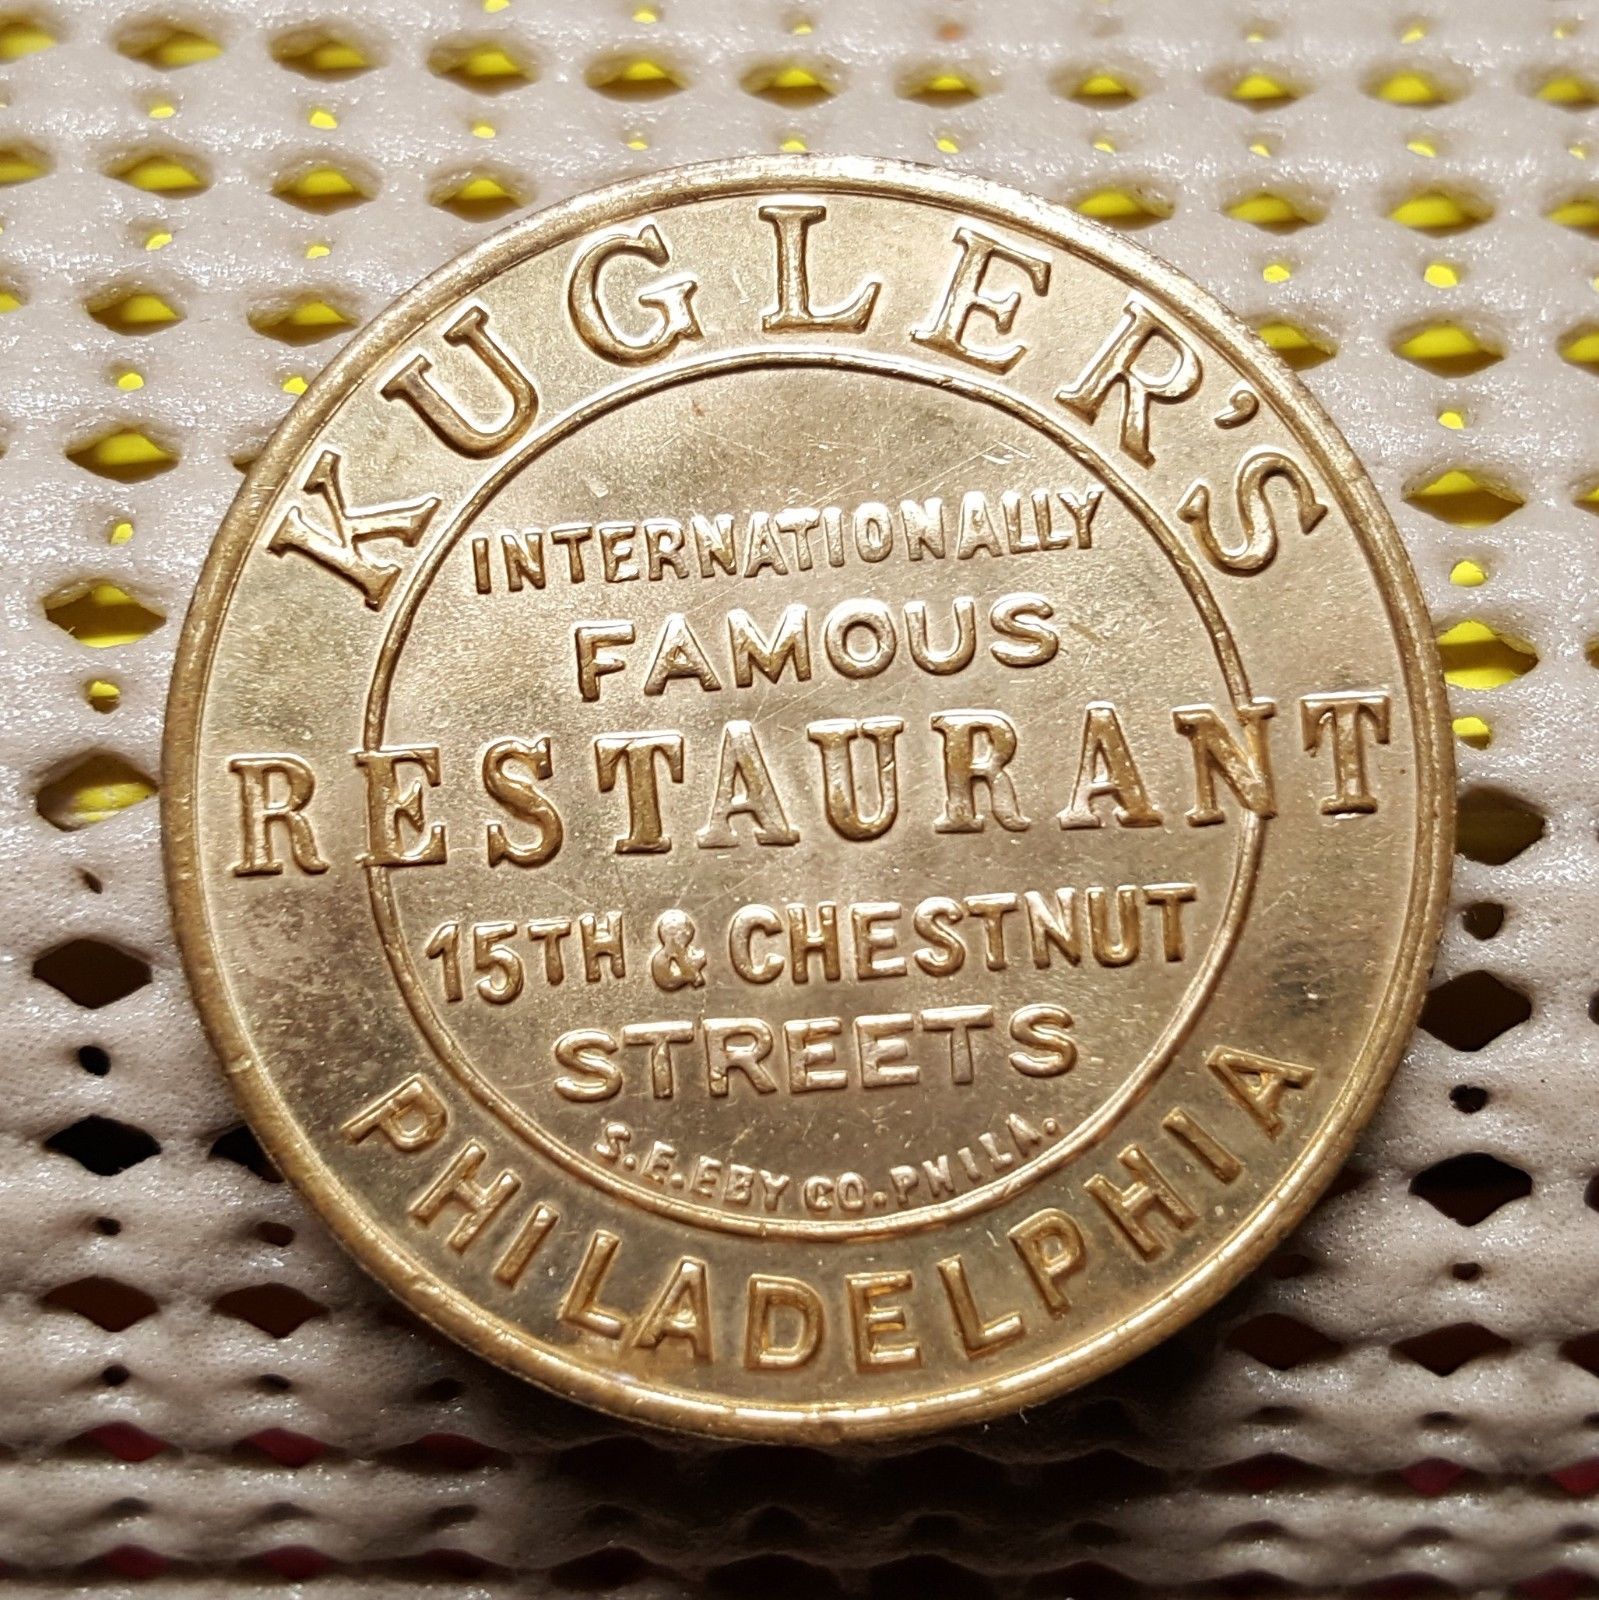 KUGLER'S
INTERNATIONALLY
FAMOUS
RESTAURANT
15TH & CHESTNUT
STREETS
S.E.EBY CO.PHILA.
PHILADELPHIA